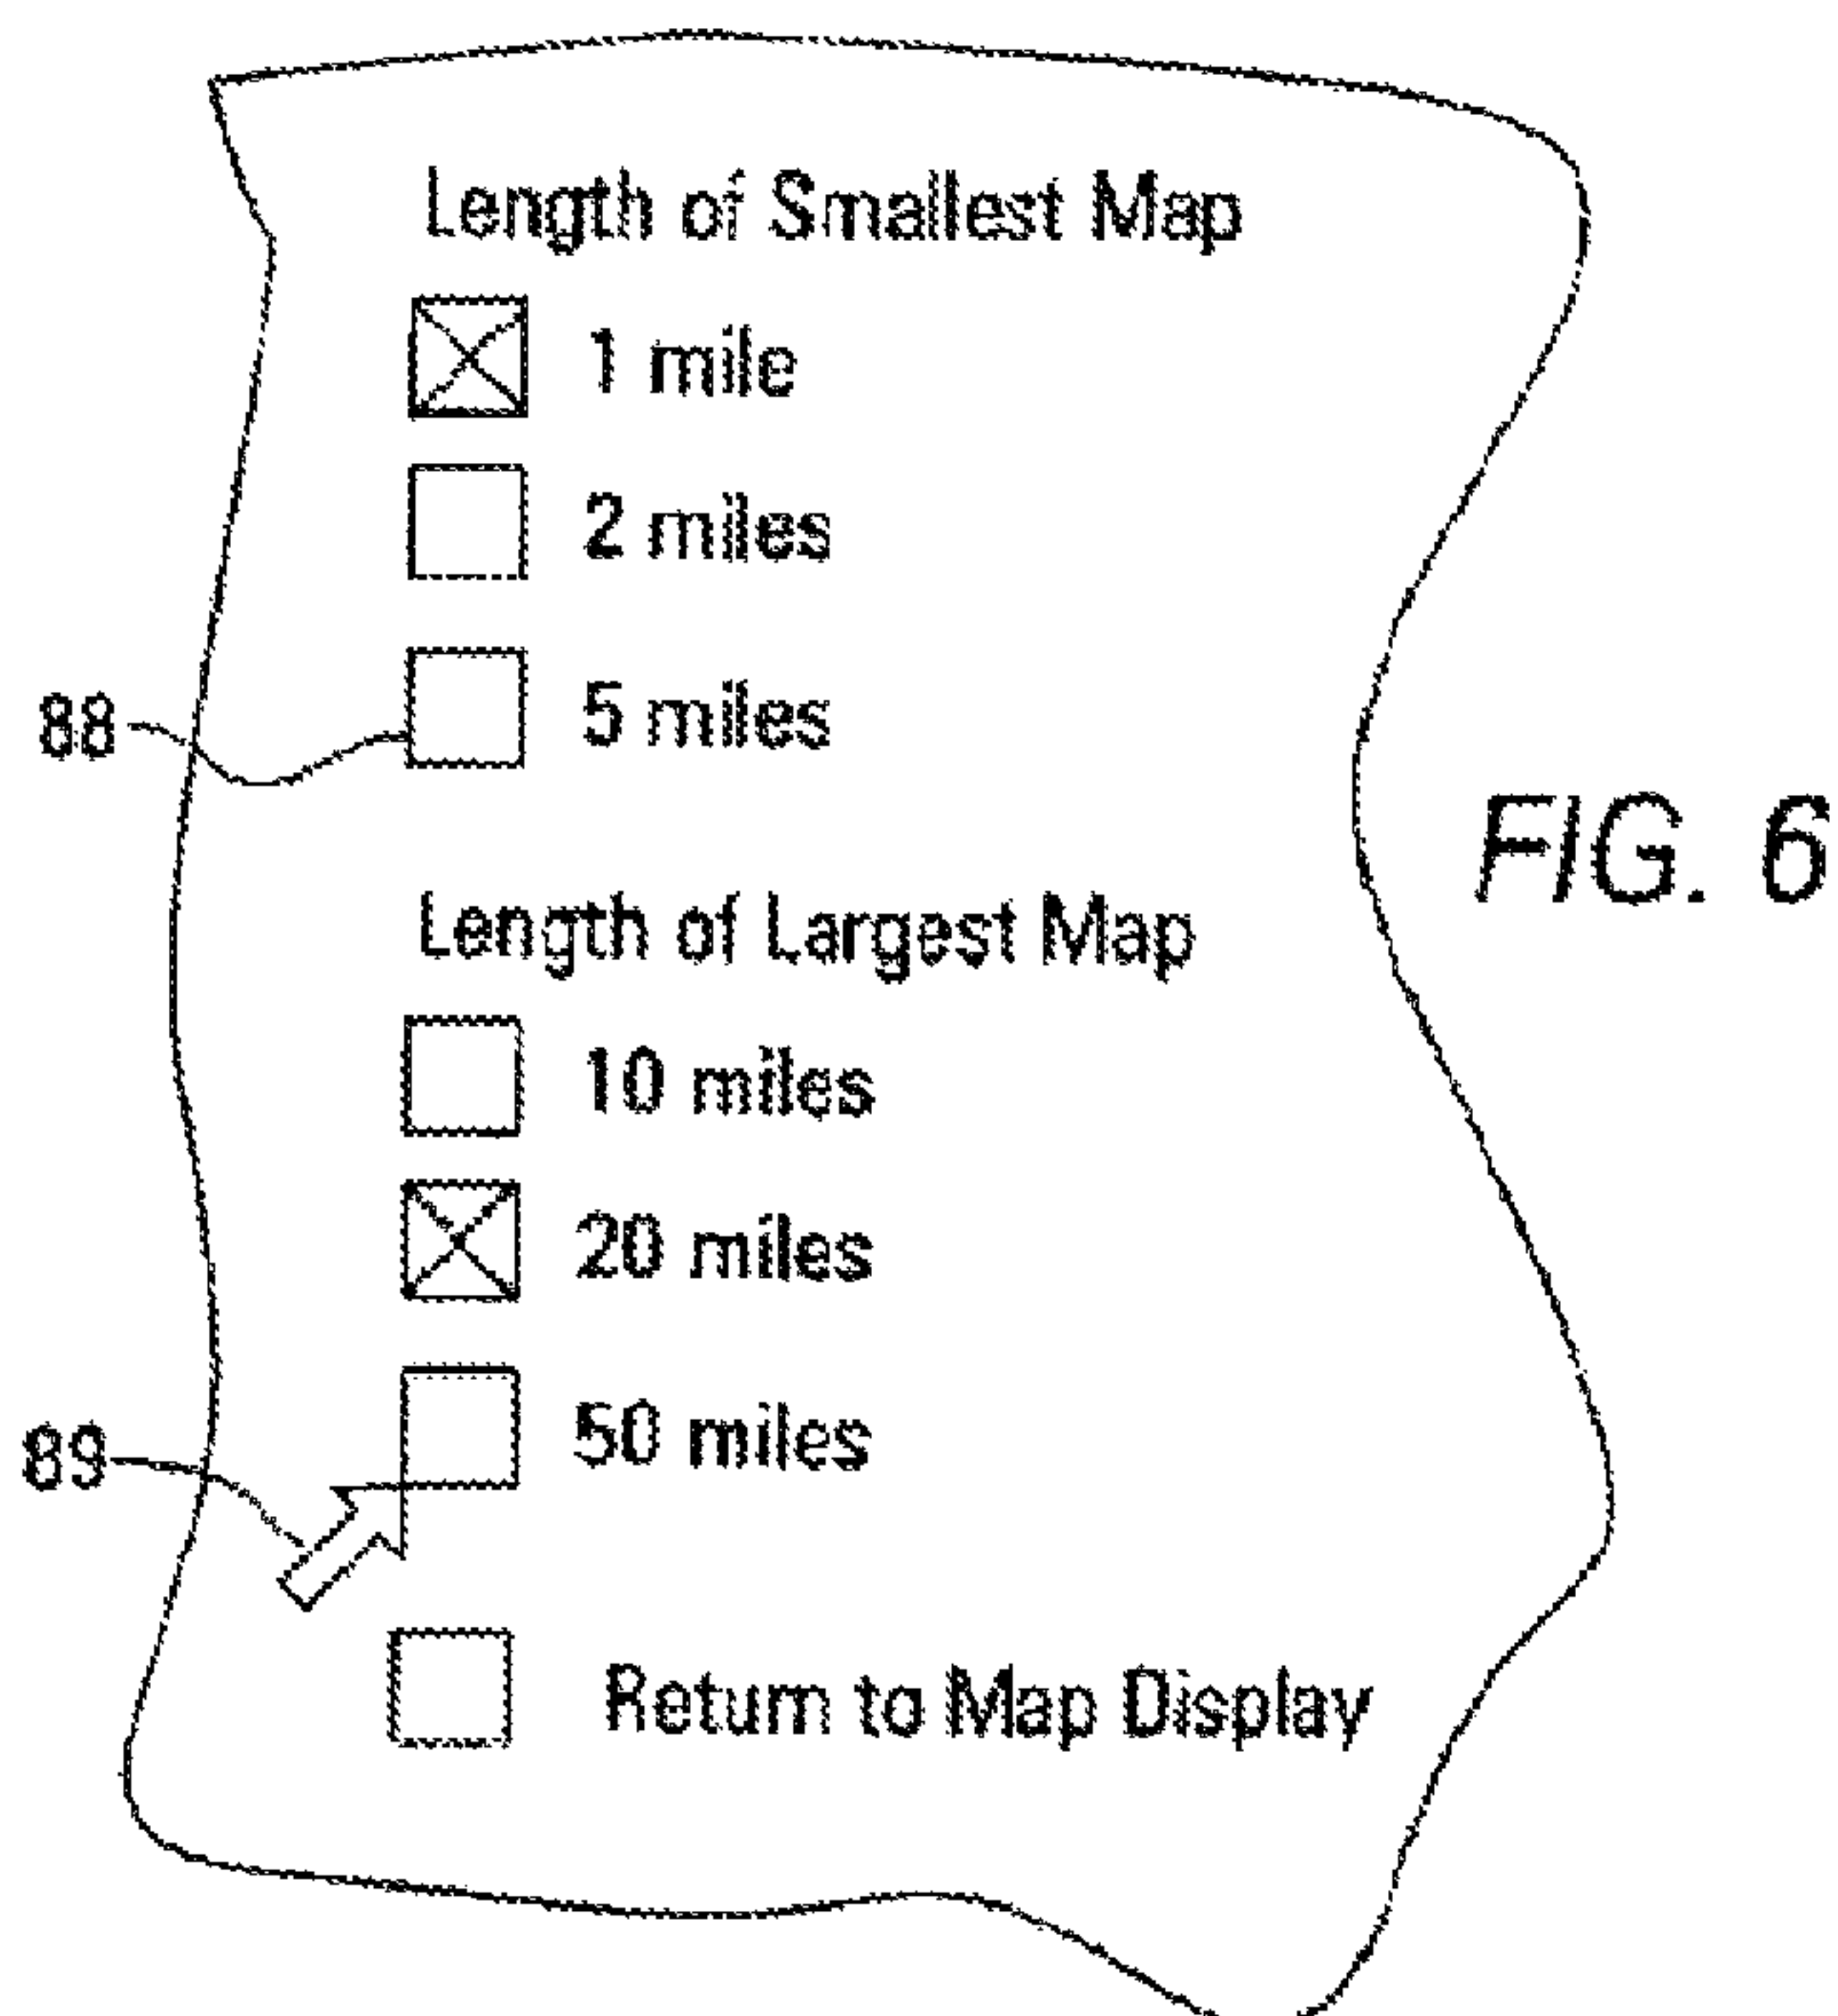 Length of Smallest Map
1 mile
2 miles
88
5 miles
FIG. 6
Length of Largest Map
10 miles
20 miles
50 miles
89
Return to Map Display